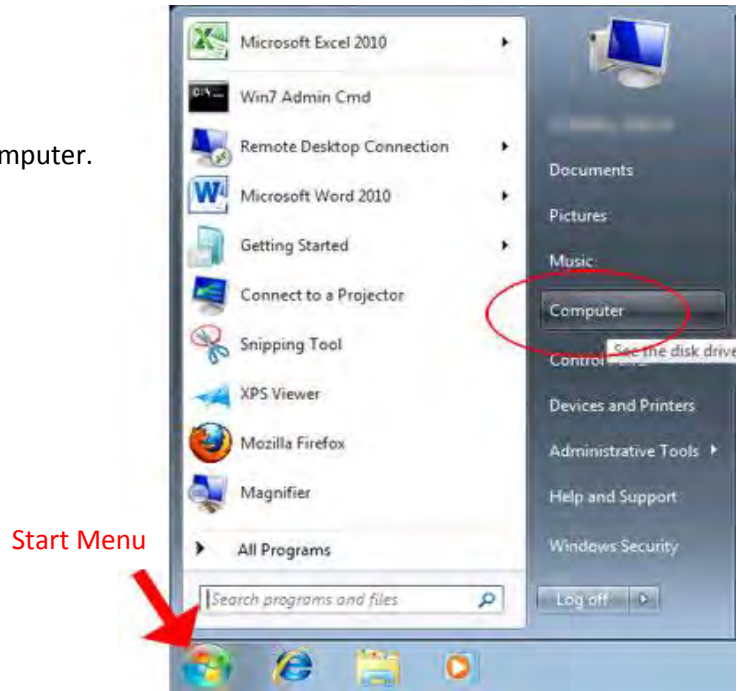 Microsoft Excel 2010
Win7 Admin Cmd
mputer.
Remote Desktop Connection
Microsoft Word 2010
Getting Started
Connect to a Projector
Snipping Tool
XPS Viewer
Mozilla Firefox
Magnifier
All Programs
Search programs and files
Start Menu
Documents
Pictures
Music
Computer
See the disk drive
Control
Devices and Printers
Administrative Tools
Help and Support
Windows Security
Log off